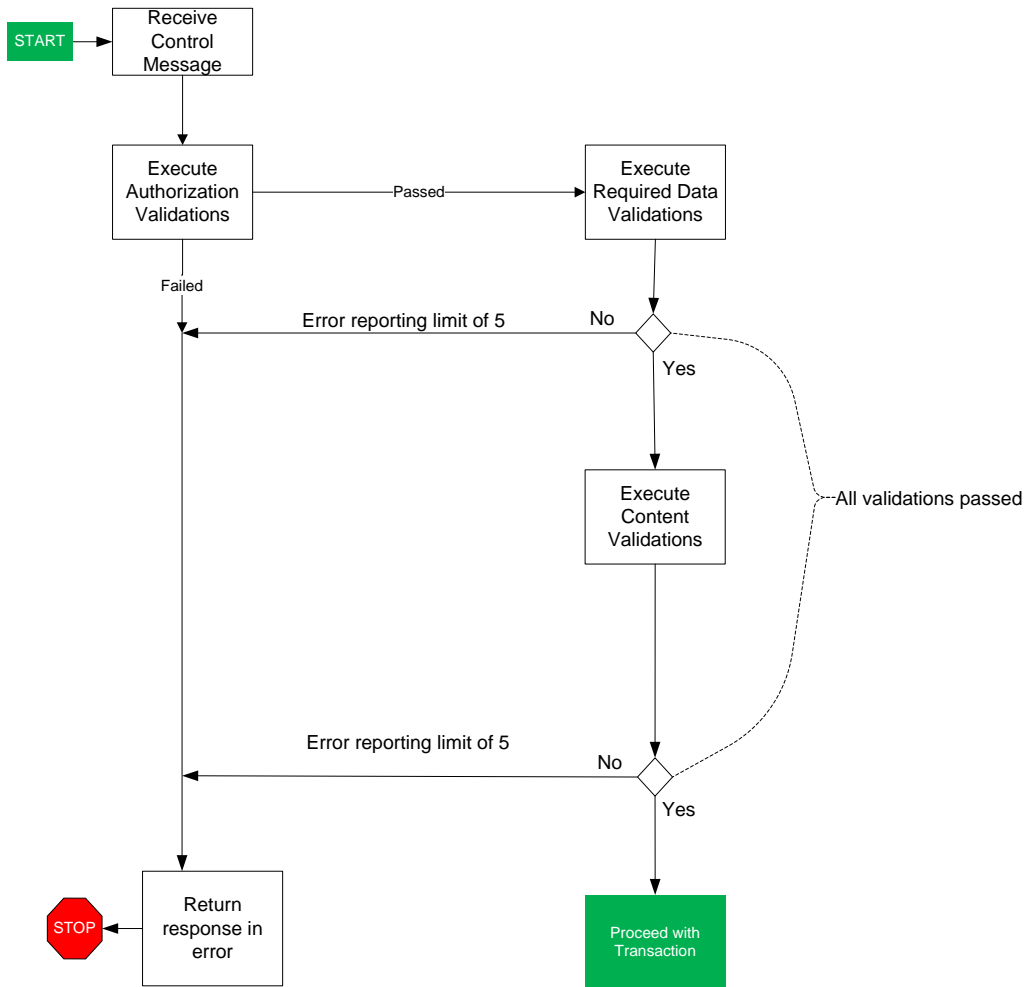 START
Receive
Control
Message
Execute
Authorization
Validations
Passed
Execute
Required Data
Validations
Failed
Error reporting limit of 5
No
Yes
Execute
Content
Validations
All validations passed
Error reporting limit of 5
No
Yes
STOP
Return
response in
error
Proceed with
Transaction